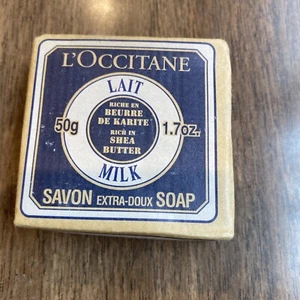 L'OCCITANE
LAIT
RICHE EN
BEURRE
DE KARITÉ
50g 1.7oz.
RICH IN
SHEA
BUTTER
MILK
SAVON EXTRA-DOUX SOAP